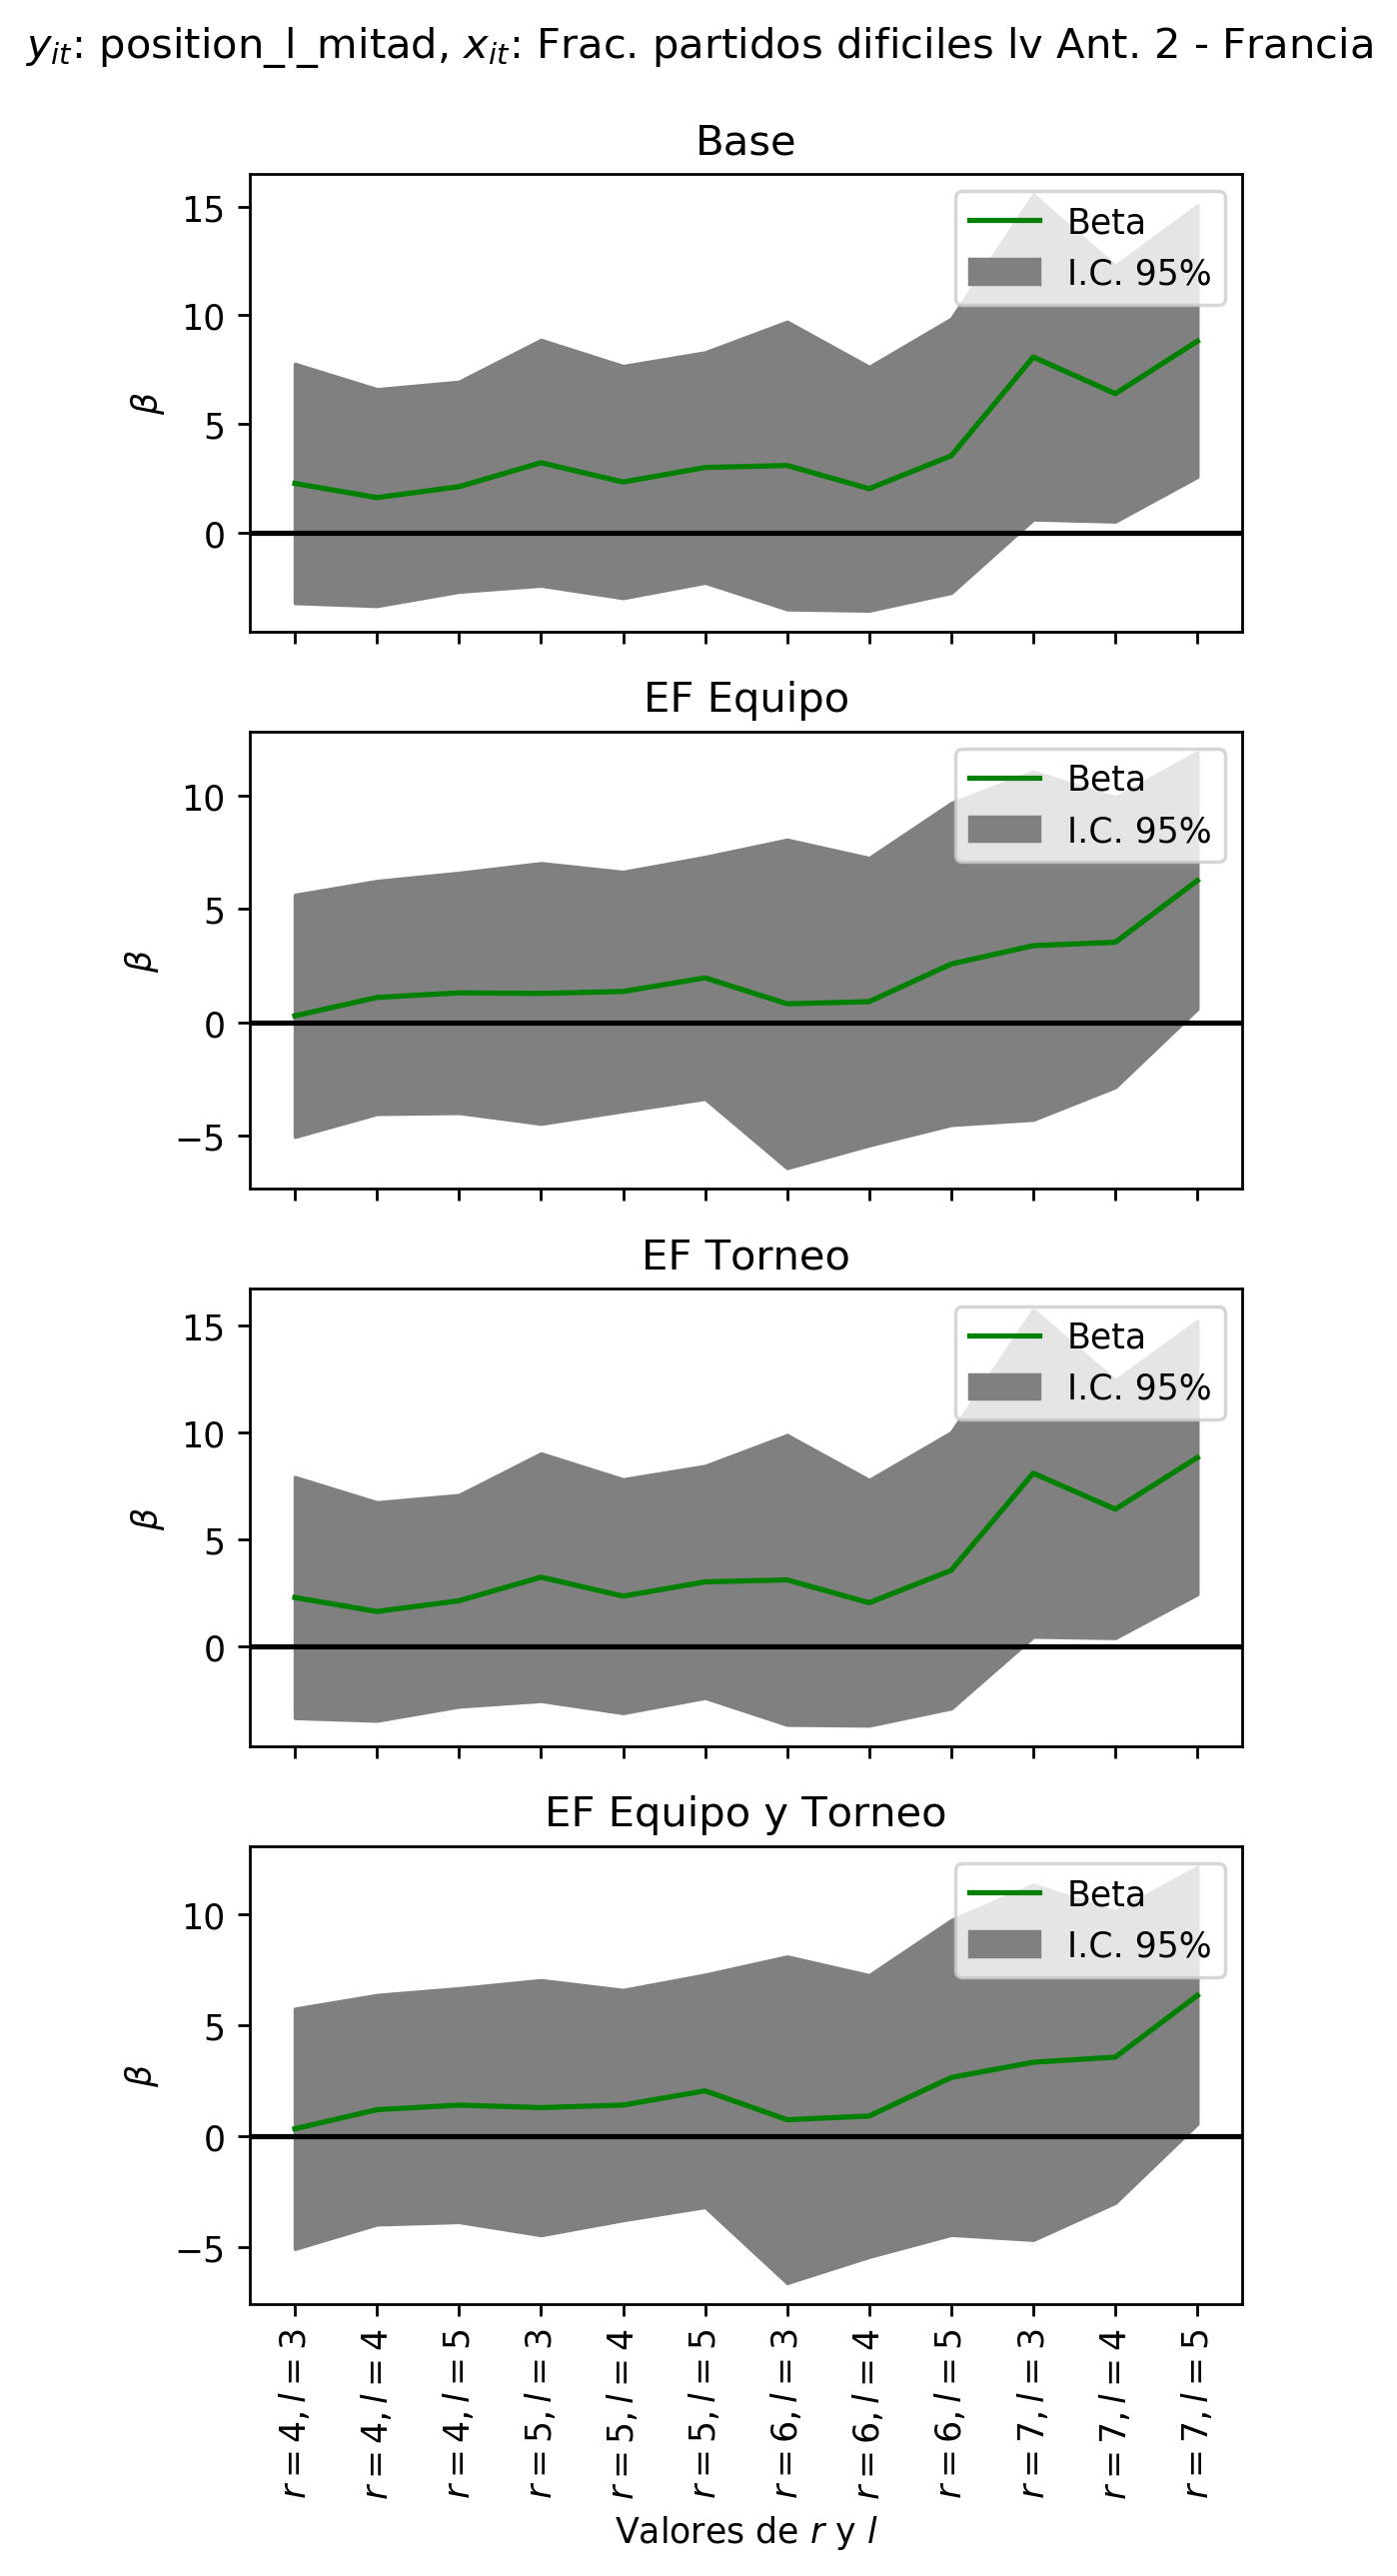 y_it: position_l_mitad, x_it: Frac. partidos dificiles lv Ant. 2 - Francia
Base
Beta
I.C. 95%
15
10
5
0
β
EF Equipo
Beta
I.C. 95%
10
5
0
−5
β
EF Torneo
Beta
I.C. 95%
15
10
5
0
β
EF Equipo y Torneo
Beta
I.C. 95%
10
5
0
−5
β
r = 4, l = 3
r = 4, l = 4
r = 4, l = 5
r = 5, l = 3
r = 5, l = 4
r = 5, l = 5
r = 6, l = 3
r = 6, l = 4
r = 6, l = 5
r = 7, l = 3
r = 7, l = 4
r = 7, l = 5
Valores de r y l